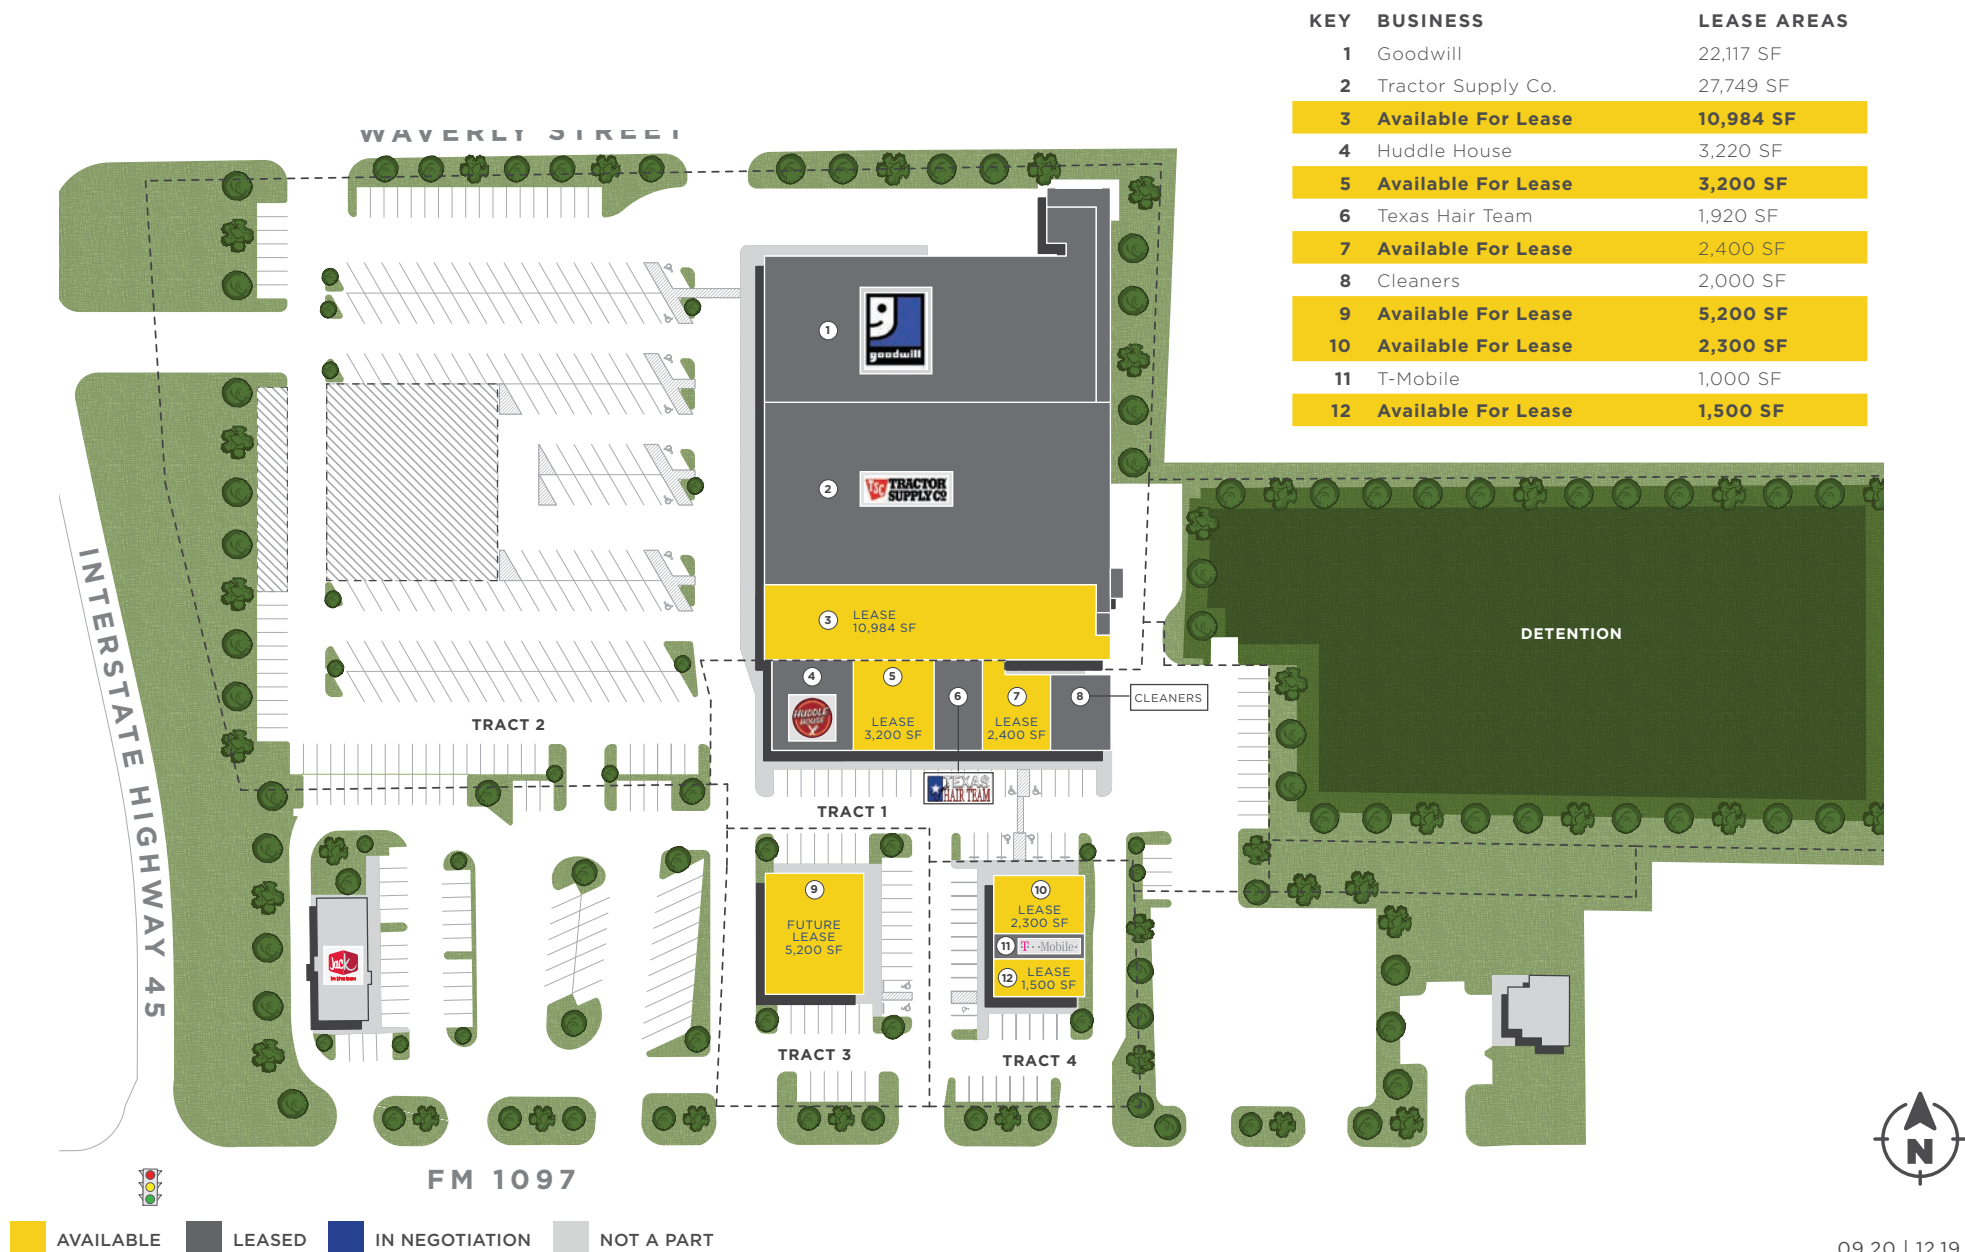 KEY BUSINESS LEASE AREAS
1 Goodwill 22,117 SF
2 Tractor Supply Co. 27,749 SF
3 Available For Lease 10,984 SF
4 Huddle House 3,220 SF
5 Available For Lease 3,200 SF
6 Texas Hair Team 1,920 SF
7 Available For Lease 2,400 SF
8 Cleaners 2,000 SF
9 Available For Lease 5,200 SF
10 Available For Lease 2,300 SF
11 T-Mobile 1,000 SF
12 Available For Lease 1,500 SF
WAVERLY STREET
1
goodwill
2
TSC TRACTOR
SUPPLY CO
INTERSTATE HIGHWAY 45
3
LEASE
10,984 SF
DETENTION
4
HUDDLE
HOUSE
5
LEASE
3,200 SF
6
7
LEASE
2,400 SF
8
CLEANERS
TRACT 2
TEXAS
HAIR TEAM
TRACT 1
9
FUTURE
LEASE
5,200 SF
10
LEASE
2,300 SF
11 T··Mobile·
12 LEASE
1,500 SF
Jack
in the box
TRACT 3
TRACT 4
N
FM 1097
AVAILABLE
LEASED
IN NEGOTIATION
NOT A PART
09.20 | 12.19